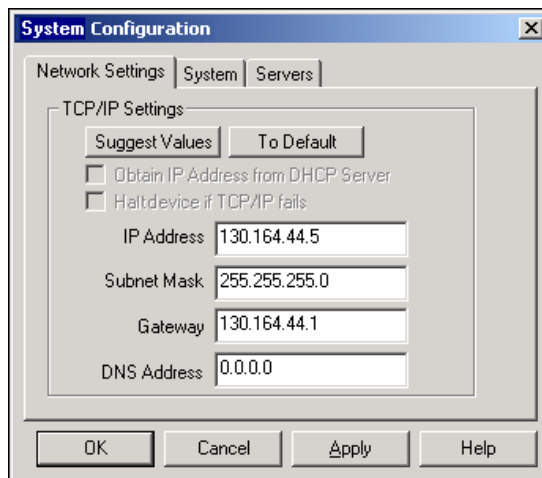 System Configuration
Network Settings System Servers
TCP/IP Settings
Suggest Values To Default
Obtain IP Address from DHCP Server
Halt device if TCP/IP fails
IP Address 130.164.44.5
Subnet Mask 255.255.255.0
Gateway 130.164.44.1
DNS Address 0.0.0.0
OK Cancel Apply Help